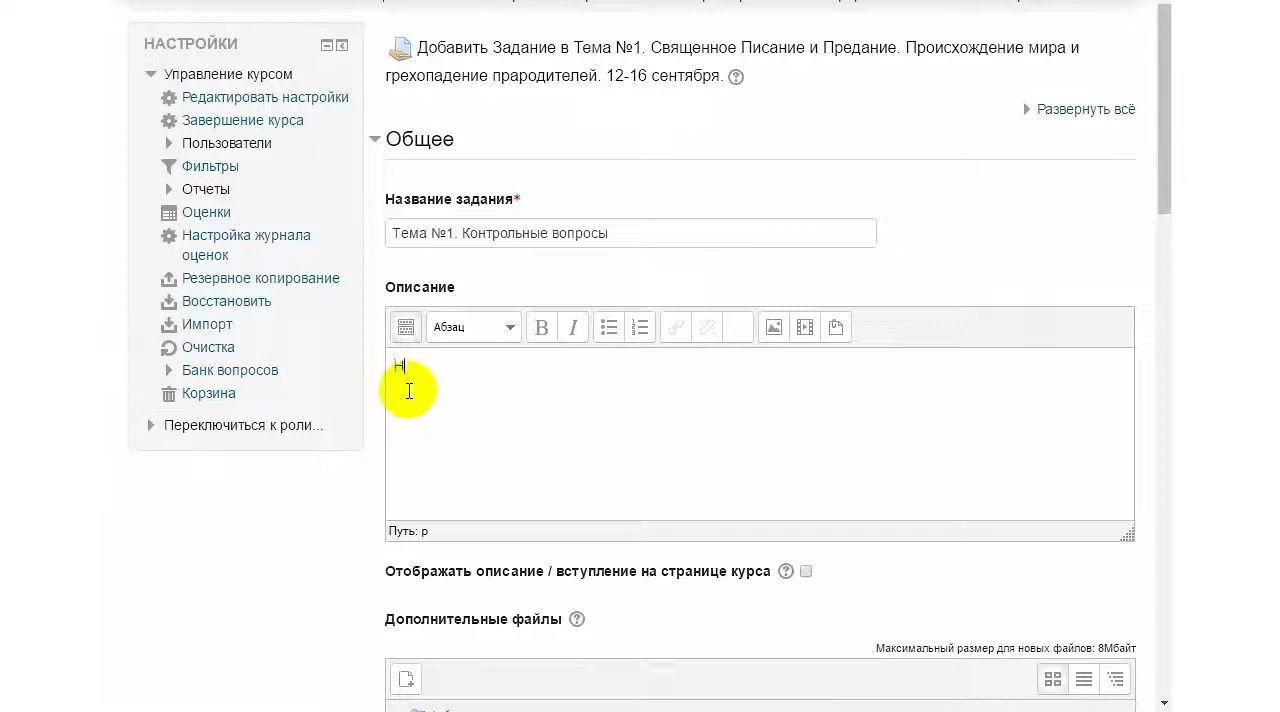 НАСТРОЙКИ
Управление курсом
Редактировать настройки
Завершение курса
Пользователи
Фильтры
Отчеты
Оценки
Настройка журнала
оценок
Резервное копирование
Восстановить
Импорт
Очистка
Банк вопросов
Корзина
Переключиться к роли...
Добавить Задание в Тема №1. Священное Писание и Предание. Происхождение мира и
грехопадение прародителей. 12-16 сентября.
Развернуть всё
Общее
Название задания*
Тема №1. Контрольные вопросы
Описание
Абзац
B I
Н
Путь: p
Отображать описание / вступление на странице курса
Дополнительные файлы
Максимальный размер для новых файлов: 8Мбайт